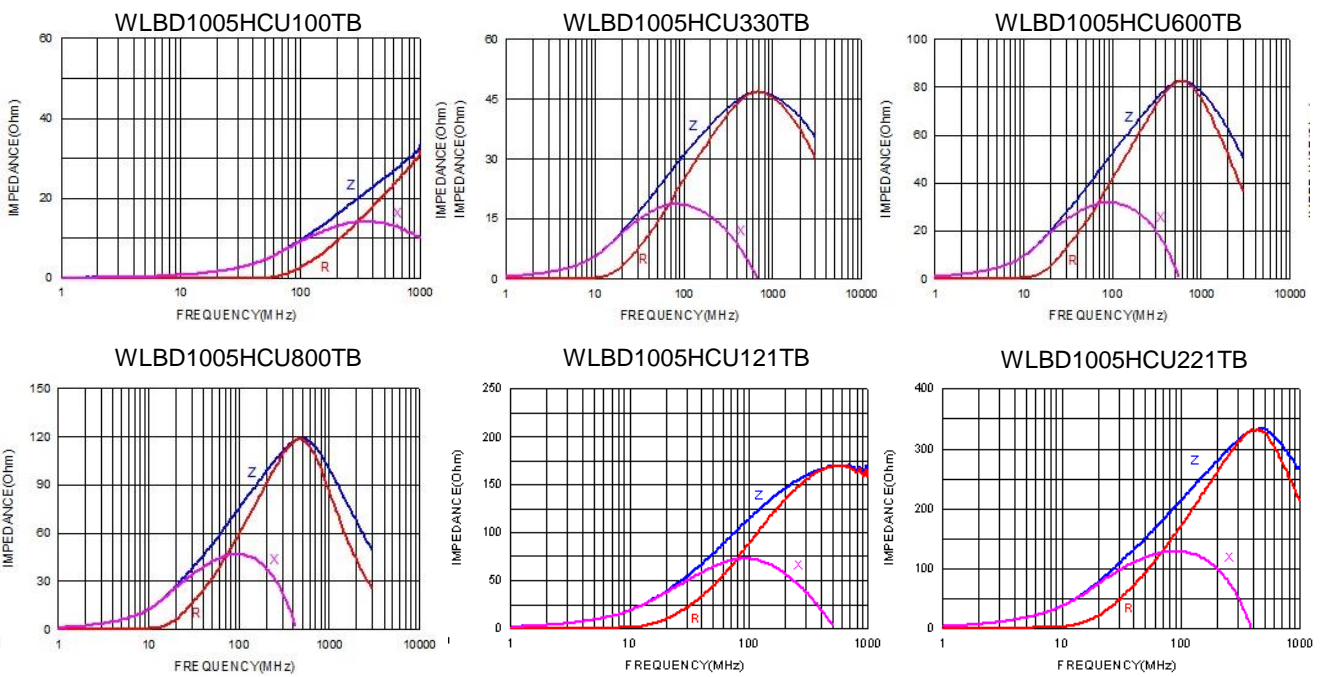 WLBD1005HCU100TB
60
40
20
0
IMPEDANCE(Ohm)
Z
X
R
1
10
100
1000
FREQUENCY(MHz)
WLBD1005HCU330TB
60
45
30
15
0
IMPEDANCE(Ohm)
IMPEDANCE(Ohm)
Z
X
R
1
10
100
1000
10000
FREQUENCY(MHz)
WLBD1005HCU600TB
100
80
60
40
20
0
IMPEDANCE(Ohm)
Z
X
R
1
10
100
1000
10000
FREQUENCY(MHz)
WLBD1005HCU800TB
150
120
90
60
30
0
IMPEDANCE(Ohm)
Z
X
R
1
10
100
1000
10000
FREQUENCY(MHz)
WLBD1005HCU121TB
250
200
150
100
50
0
IMPEDANCE(Ohm)
Z
X
R
1
10
100
1000
FREQUENCY(MHz)
WLBD1005HCU221TB
400
300
200
100
0
IMPEDANCE(Ohm)
Z
X
R
1
10
100
1000
FREQUENCY(MHz)